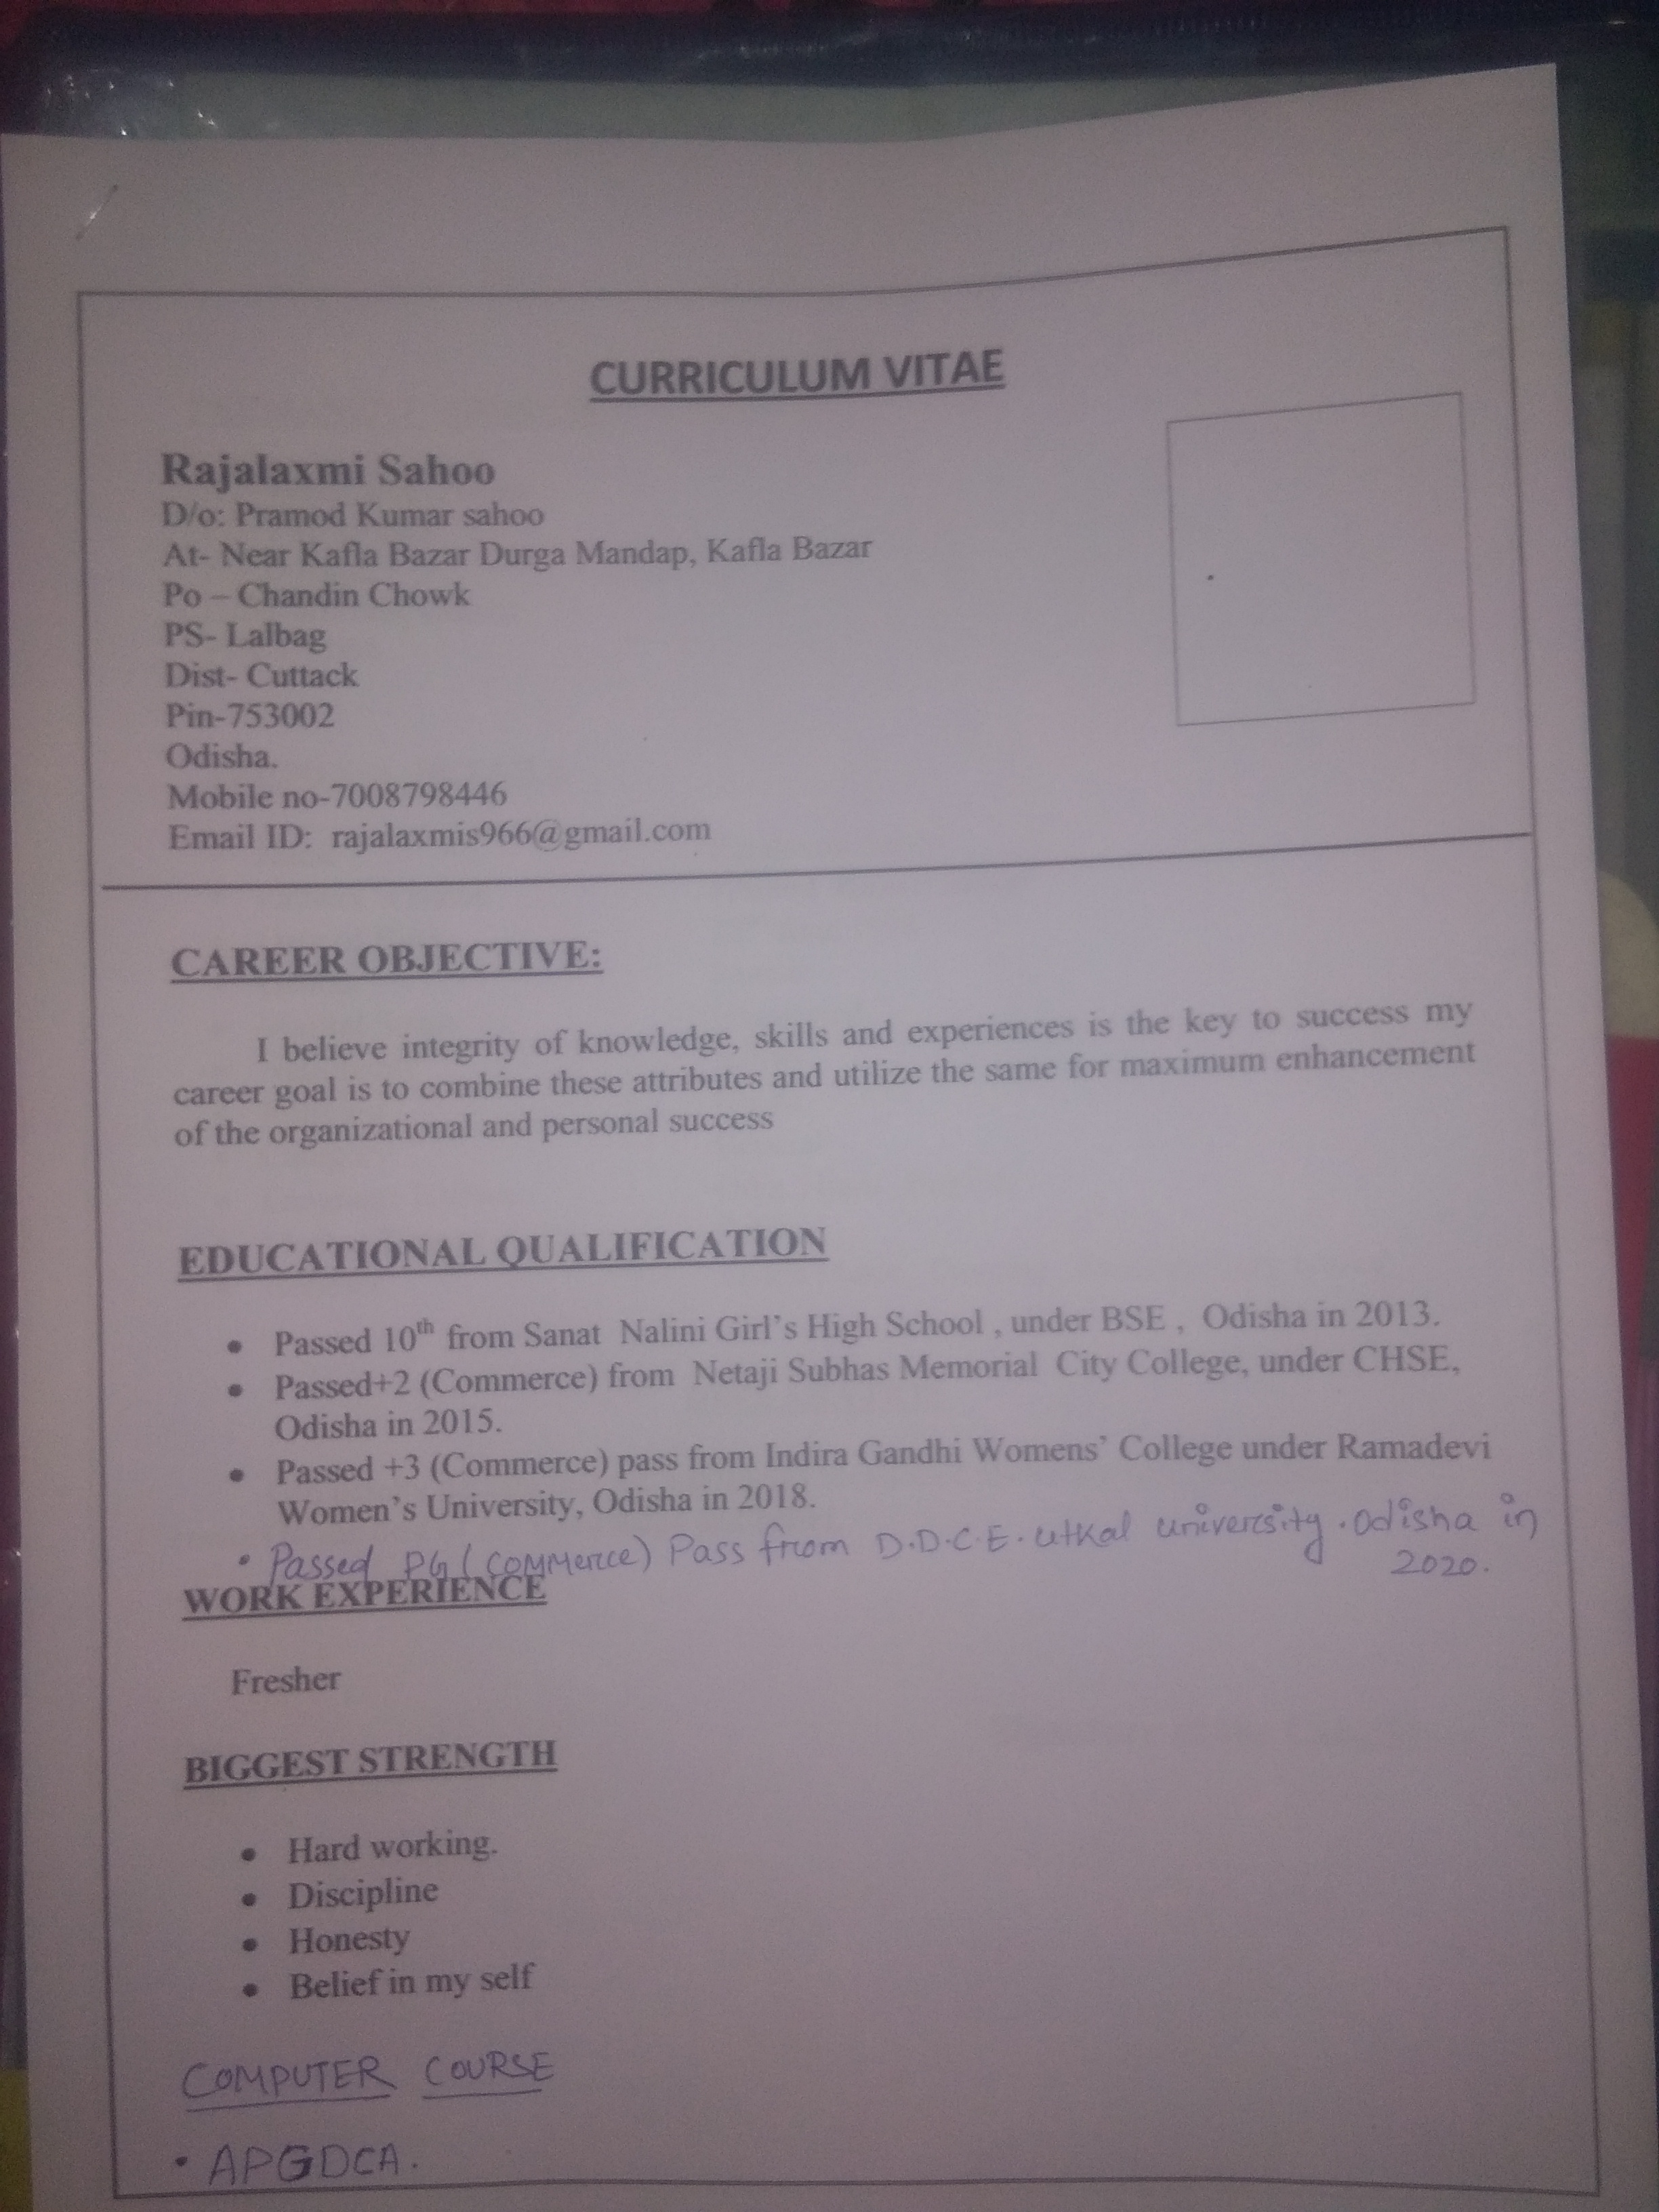 CURRICULUM VITAE
Rajalaxmi Sahoo
D/o: Pramod Kumar sahoo
At- Near Kafla Bazar Durga Mandap, Kafla Bazar
Po – Chandin Chowk
PS- Lalbag
Dist- Cuttack
Pin-753002
Odisha.
Mobile no-7008798446
Email ID: rajalaxmis966@gmail.com
CAREER OBJECTIVE:
I believe integrity of knowledge, skills and experiences is the key to success my
career goal is to combine these attributes and utilize the same for maximum enhancement
of the organizational and personal success
EDUCATIONAL QUALIFICATION
• Passed 10th from Sanat Nalini Girl's High School , under BSE , Odisha in 2013.
• Passed+2 (Commerce) from Netaji Subhas Memorial City College, under CHSE,
Odisha in 2015.
• Passed +3 (Commerce) pass from Indira Gandhi Womens' College under Ramadevi
Women's University, Odisha in 2018.
• Passed PG (Commerce) Pass from D.D.C.E. utkal university. odisha in
2020.
WORK EXPERIENCE
Fresher
BIGGEST STRENGTH
• Hard working.
• Discipline
• Honesty
• Belief in my self
COMPUTER COURSE
• APGDCA.